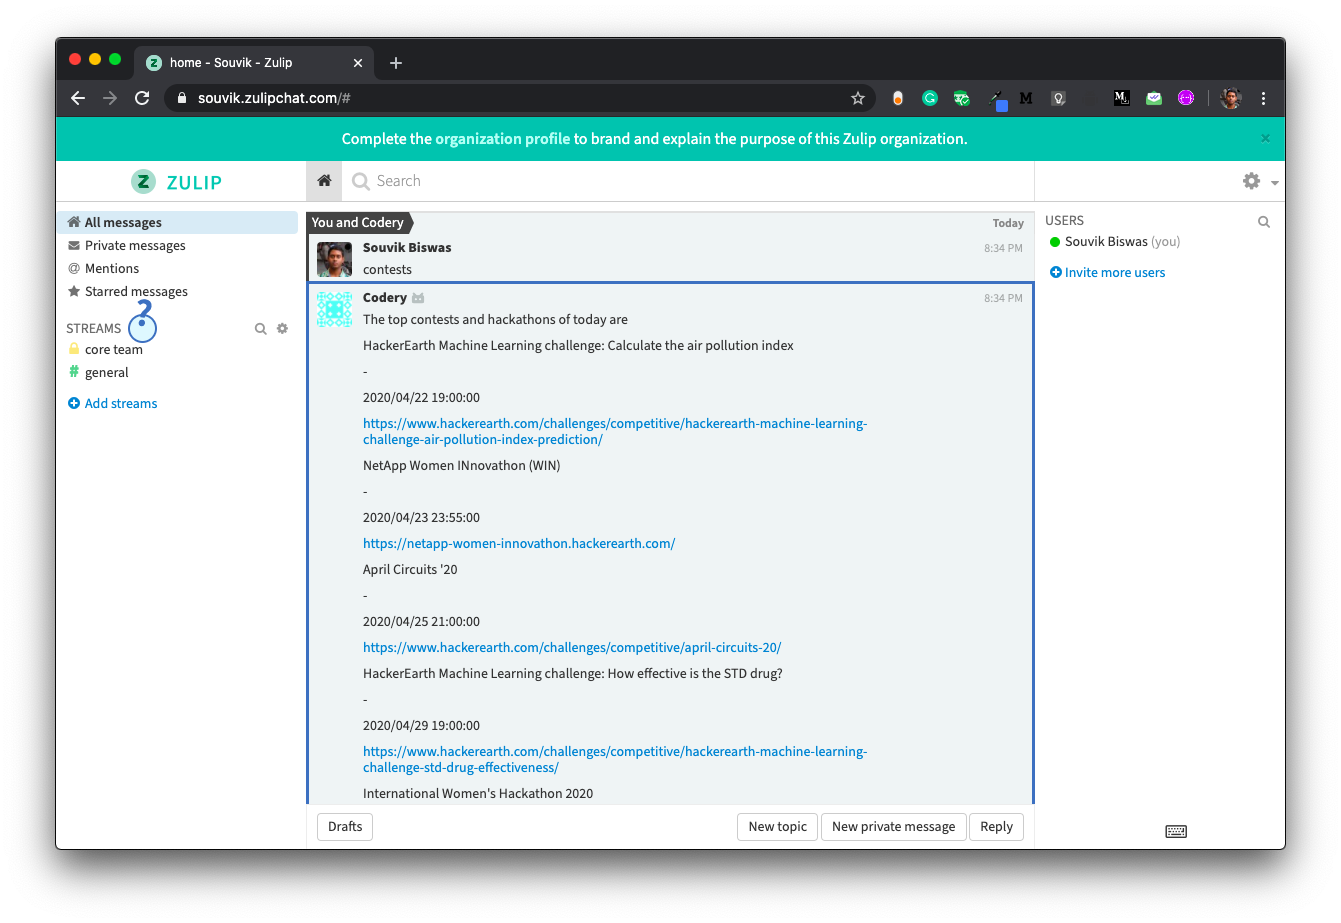 home - Souvik - Zulip
souvik.zulipchat.com/#
Complete the organization profile to brand and explain the purpose of this Zulip organization.
ZULIP
Search
All messages
Private messages
Mentions
Starred messages
STREAMS
core team
general
Add streams
You and Codery
Today
Souvik Biswas
8:34 PM
contests
Codery
8:34 PM
The top contests and hackathons of today are
HackerEarth Machine Learning challenge: Calculate the air pollution index
-
2020/04/22 19:00:00
https://www.hackerearth.com/challenges/competitive/hackerearth-machine-learning-
challenge-air-pollution-index-prediction/
NetApp Women INnovathon (WIN)
-
2020/04/23 23:55:00
https://netapp-women-innovathon.hackerearth.com/
April Circuits '20
-
2020/04/25 21:00:00
https://www.hackerearth.com/challenges/competitive/april-circuits-20/
HackerEarth Machine Learning challenge: How effective is the STD drug?
-
2020/04/29 19:00:00
https://www.hackerearth.com/challenges/competitive/hackerearth-machine-learning-
challenge-std-drug-effectiveness/
International Women's Hackathon 2020
Drafts
New topic
New private message
Reply
USERS
Souvik Biswas (you)
Invite more users